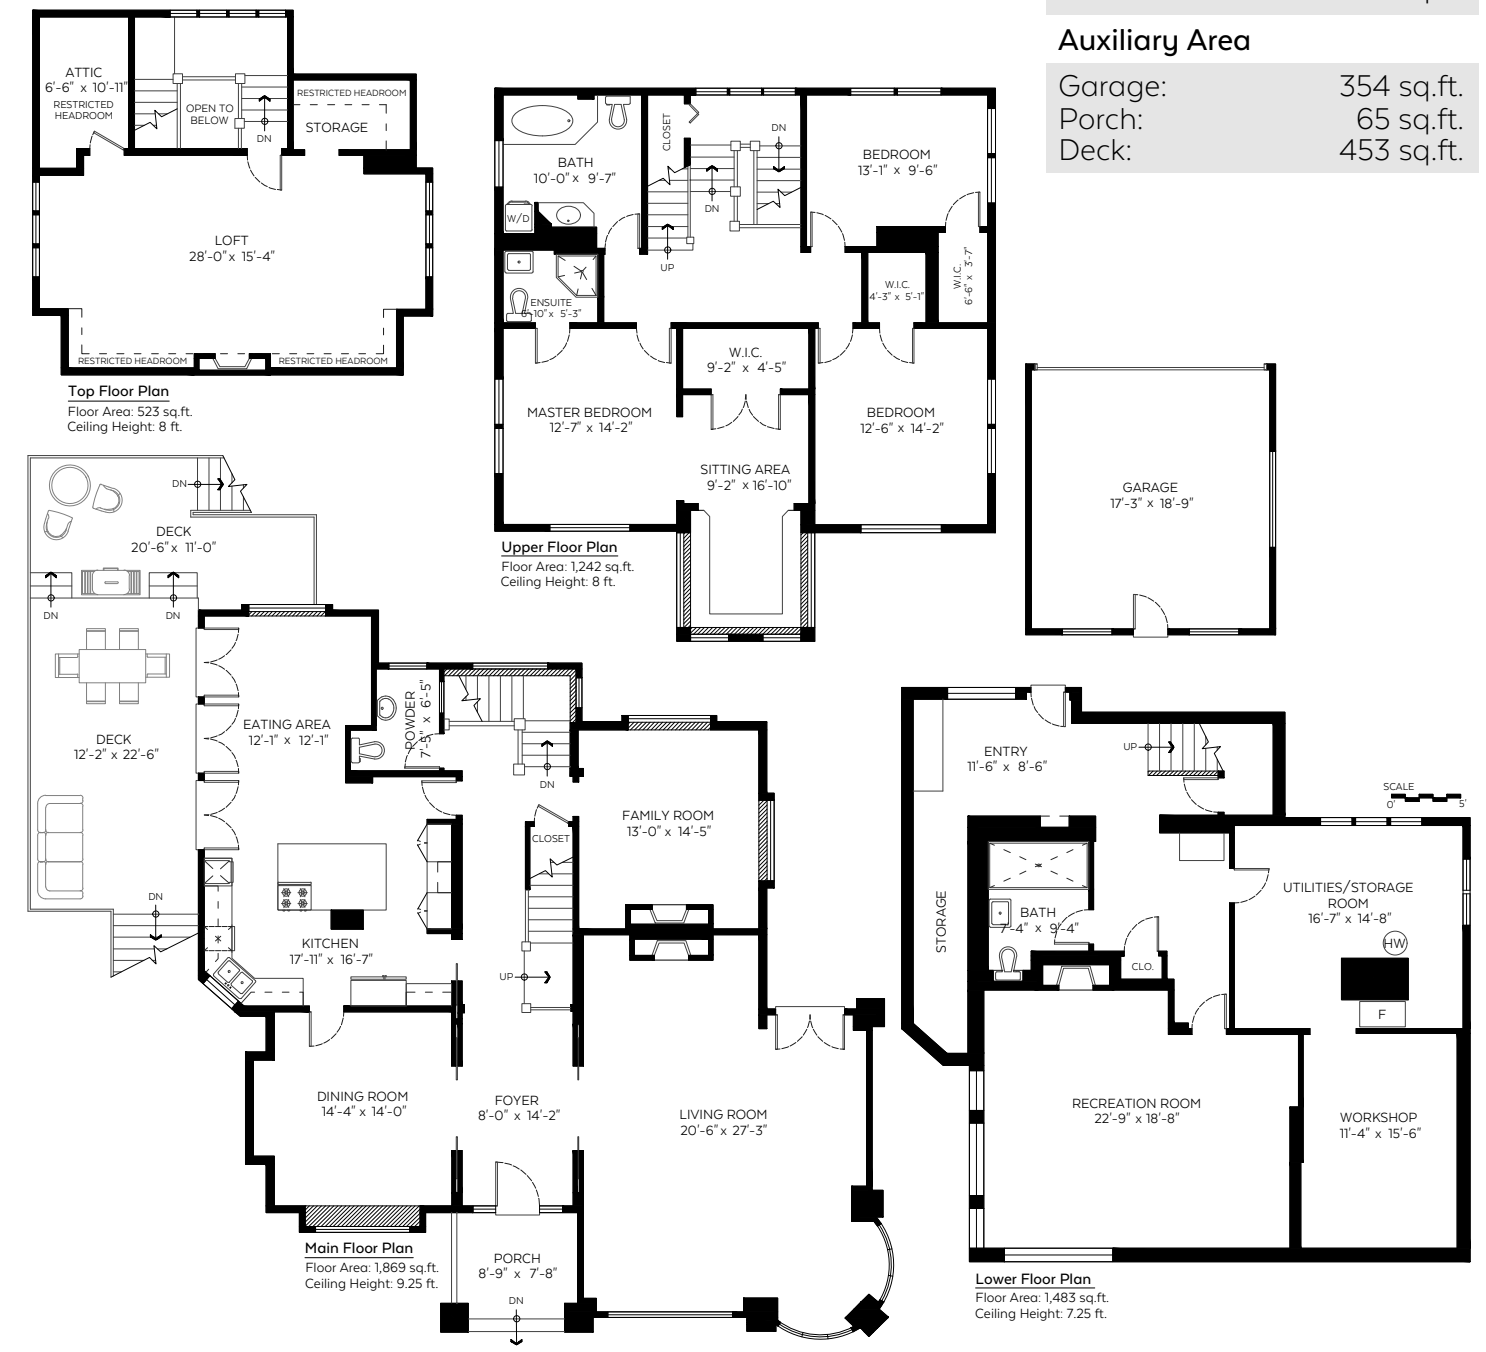 Auxiliary Area
Garage: 354 sq.ft.
Porch: 65 sq.ft.
Deck: 453 sq.ft.
ATTIC
6'-6" x 10'-11"
RESTRICTED
HEADROOM
OPEN TO
BELOW
DN
RESTRICTED HEADROOM
STORAGE
LOFT
28'-0" x 15'-4"
RESTRICTED HEADROOM
RESTRICTED HEADROOM
Top Floor Plan
Floor Area: 523 sq.ft.
Ceiling Height: 8 ft.
BATH
10'-0" x 9'-7"
W/D
CLOSET
DN
DN
UP
BEDROOM
13'-1" x 9'-6"
W.I.C.
6'-6" x 3'-7"
W.I.C.
4'-3" x 5'-1"
ENSUITE
6'-10" x 5'-3"
W.I.C.
9'-2" x 4'-5"
MASTER BEDROOM
12'-7" x 14'-2"
BEDROOM
12'-6" x 14'-2"
SITTING AREA
9'-2" x 16'-10"
Upper Floor Plan
Floor Area: 1,242 sq.ft.
Ceiling Height: 8 ft.
GARAGE
17'-3" x 18'-9"
DN
DECK
20'-6" x 11'-0"
DN
DN
DECK
12'-2" x 22'-6"
DN
EATING AREA
12'-1" x 12'-1"
POWDER
7'-5" x 6'-5"
DN
CLOSET
FAMILY ROOM
13'-0" x 14'-5"
KITCHEN
17'-11" x 16'-7"
UP
DINING ROOM
14'-4" x 14'-0"
FOYER
8'-0" x 14'-2"
LIVING ROOM
20'-6" x 27'-3"
PORCH
8'-9" x 7'-8"
DN
Main Floor Plan
Floor Area: 1,869 sq.ft.
Ceiling Height: 9.25 ft.
ENTRY
11'-6" x 8'-6"
UP
SCALE
0' 5'
STORAGE
BATH
7'-4" x 9'-4"
CLO.
UTILITIES/STORAGE
ROOM
16'-7" x 14'-8"
HW
F
RECREATION ROOM
22'-9" x 18'-8"
WORKSHOP
11'-4" x 15'-6"
Lower Floor Plan
Floor Area: 1,483 sq.ft.
Ceiling Height: 7.25 ft.